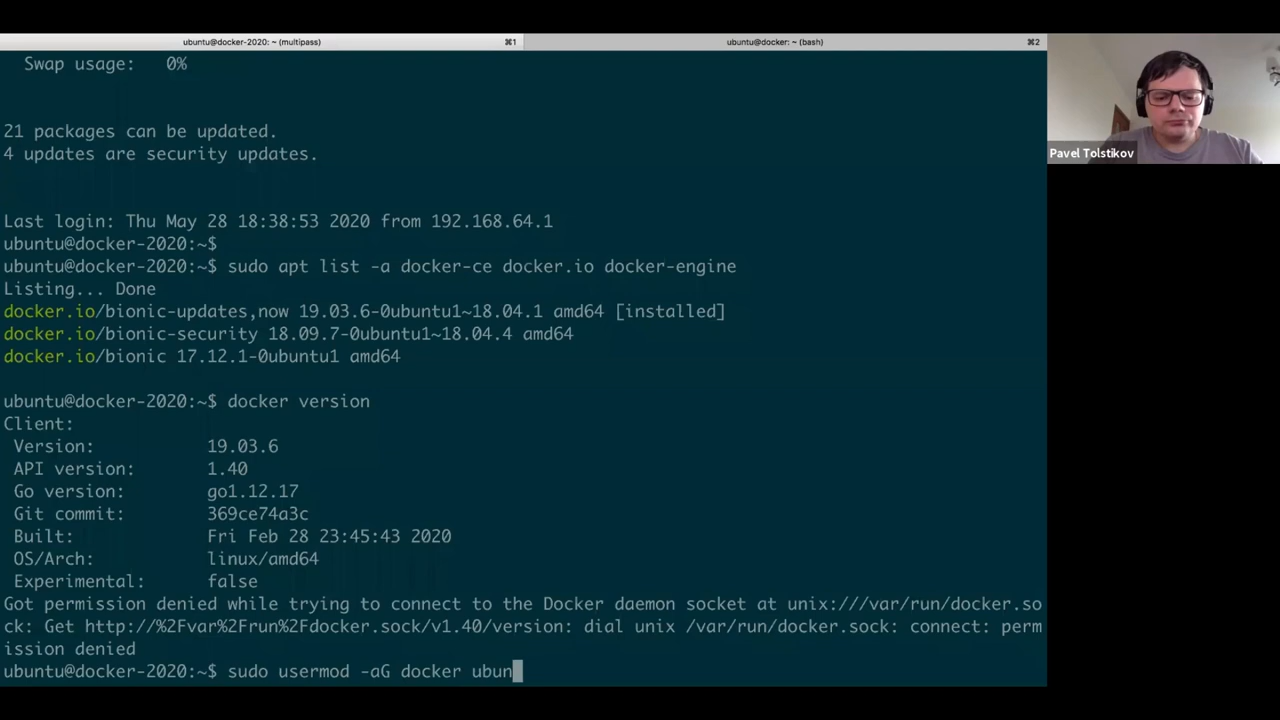 ubuntu@docker-2020: ~ (multipass)
⌘1
ubuntu@docker: ~ (bash)
⌘2
Swap usage:   0%
21 packages can be updated.
4 updates are security updates.
Last login: Thu May 28 18:38:53 2020 from 192.168.64.1
ubuntu@docker-2020:~$
ubuntu@docker-2020:~$ sudo apt list -a docker-ce docker.io docker-engine
Listing... Done
docker.io/bionic-updates,now 19.03.6-0ubuntu1~18.04.1 amd64 [installed]
docker.io/bionic-security 18.09.7-0ubuntu1~18.04.4 amd64
docker.io/bionic 17.12.1-0ubuntu1 amd64
ubuntu@docker-2020:~$ docker version
Client:
Version:           19.03.6
API version:       1.40
Go version:        go1.12.17
Git commit:        369ce74a3c
Built:             Fri Feb 28 23:45:43 2020
OS/Arch:           linux/amd64
Experimental:      false
Got permission denied while trying to connect to the Docker daemon socket at unix:///var/run/docker.so
ck: Get http://%2Fvar%2Frun%2Fdocker.sock/v1.40/version: dial unix /var/run/docker.sock: connect: perm
ission denied
ubuntu@docker-2020:~$ sudo usermod -aG docker ubun
Pavel Tolstikov